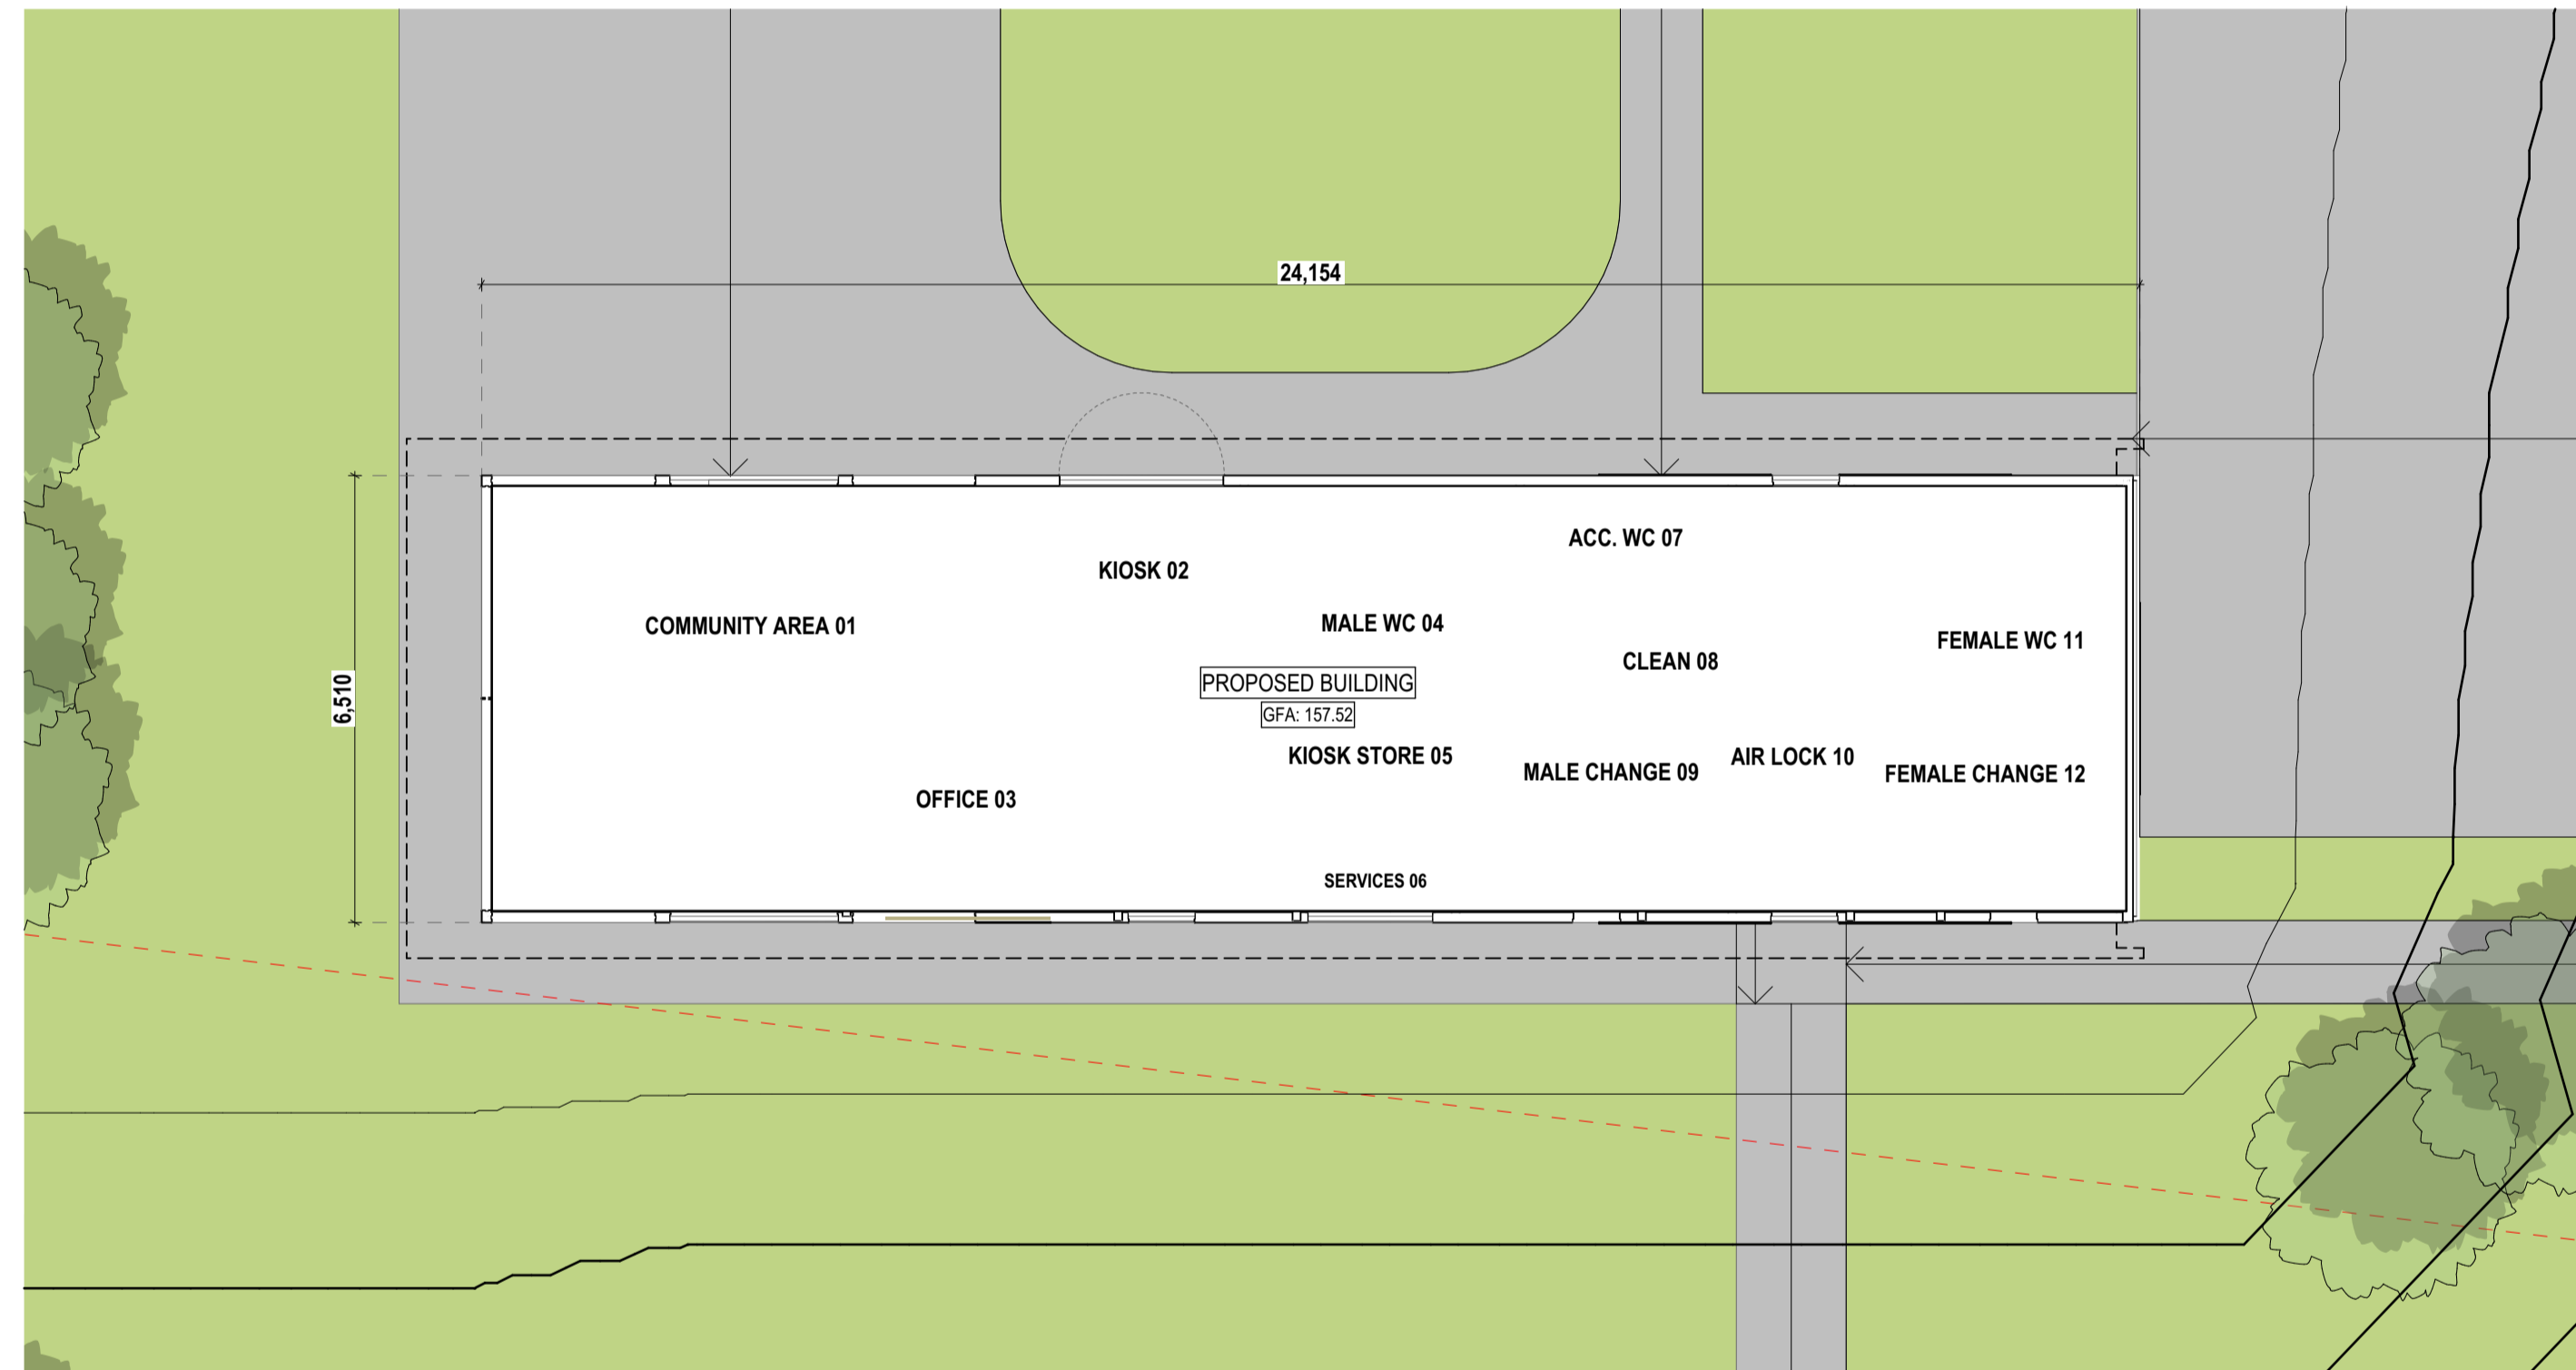 24,154
ACC. WC 07
KIOSK 02
MALE WC 04
COMMUNITY AREA 01
FEMALE WC 11
CLEAN 08
PROPOSED BUILDING
6,510
GFA: 157.52
KIOSK STORE 05
AIR LOCK 10
MALE CHANGE 09
FEMALE CHANGE 12
OFFICE 03
SERVICES 06